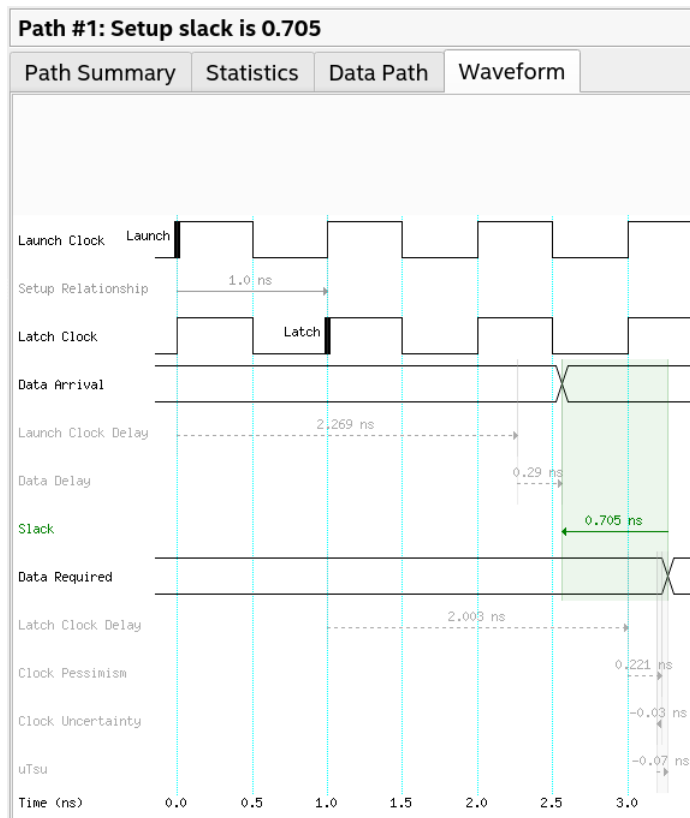 Path #1: Setup slack is 0.705
Path Summary Statistics Data Path Waveform
Launch Clock Launch
Setup Relationship 1.0 ns
Latch Clock Latch
Data Arrival
Launch Clock Delay 2.269 ns
Data Delay 0.29 ns
Slack 0.705 ns
Data Required
Latch Clock Delay 2.003 ns
Clock Pessimism 0.221 ns
Clock Uncertainty -0.03 ns
uTsu -0.07 ns
Time (ns) 0.0 0.5 1.0 1.5 2.0 2.5 3.0